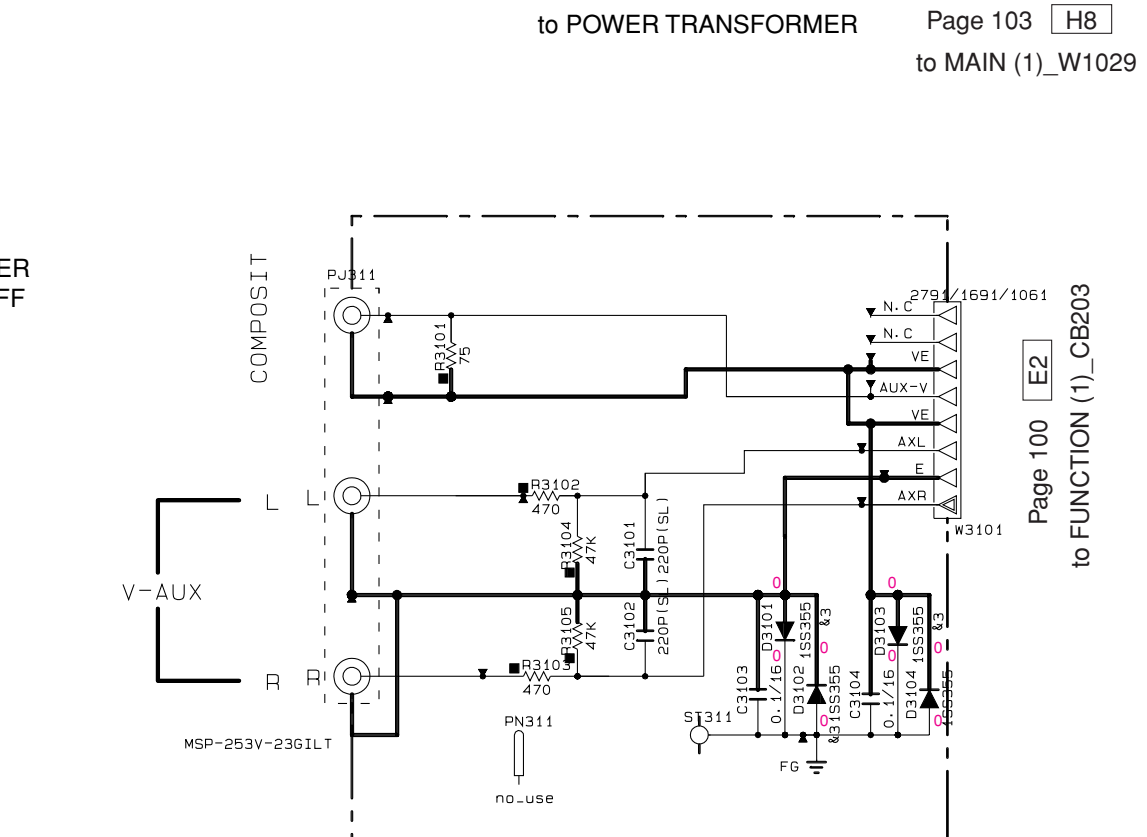 to POWER TRANSFORMER
Page 103 H8
to MAIN (1)_W1029
ER
FF
COMPOSIT
PJ311
R3101
75
2791/1691/1061
N.C
N.C
VE
AUX-V
VE
AXL
E
AXR
W3101
Page 100 E2
to FUNCTION (1)_CB203
V-AUX
L
L
R
R
R3102
470
R3104
47K
C3101
220P(SL)
R3105
47K
C3102
220P(SL)
R3103
470
MSP-253V-23GILT
PN311
no_use
ST311
FG
C3103
0.1/16
0
D3101
1SS355
&3
0
0
D3102
1SS355
&3
0
C3104
0.1/16
0
D3103
1SS355
&3
0
0
D3104
1SS355
0